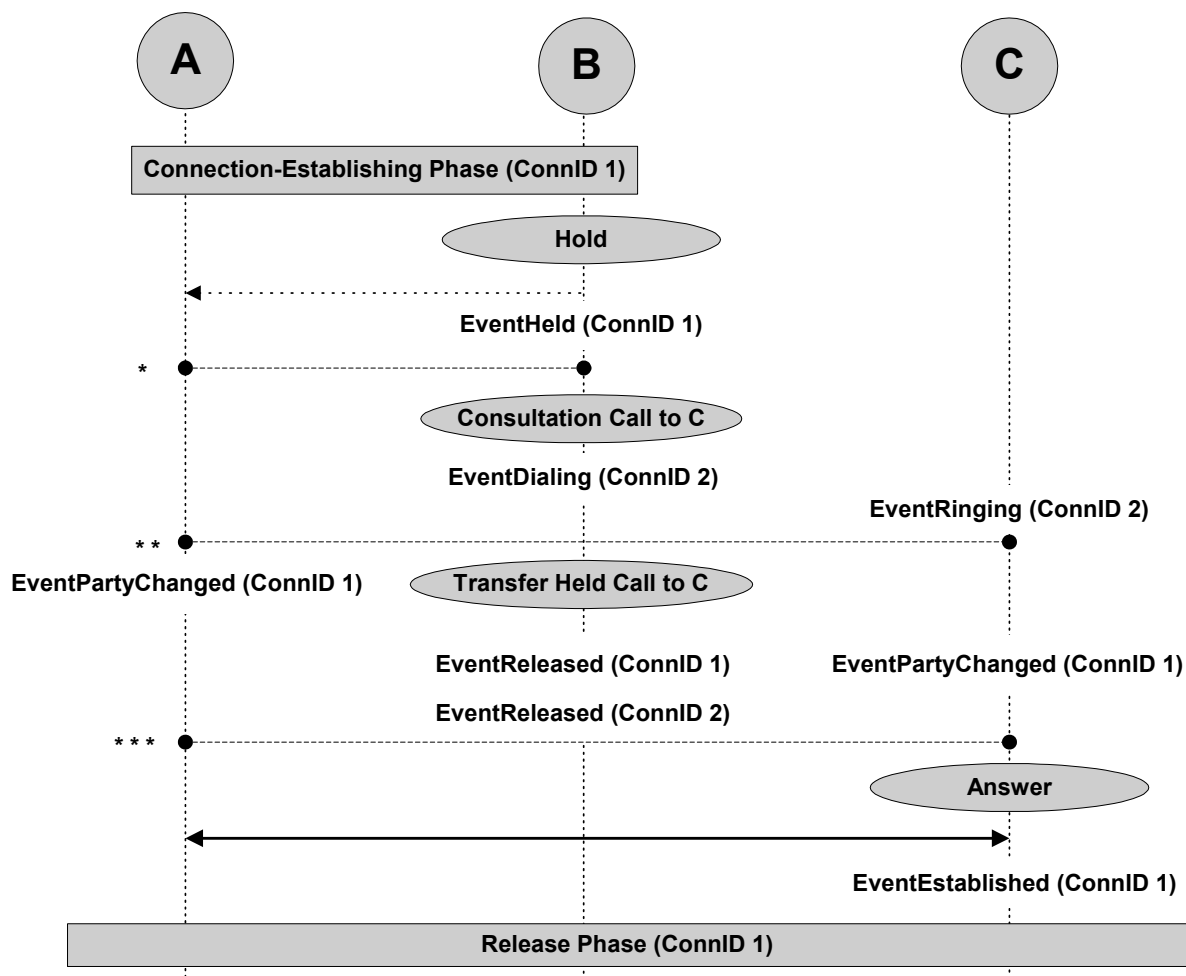 A
B
C
Connection-Establishing Phase (ConnID 1)
Hold
EventHeld (ConnID 1)
*
Consultation Call to C
EventDialing (ConnID 2)
EventRinging (ConnID 2)
* *
EventPartyChanged (ConnID 1)
Transfer Held Call to C
EventReleased (ConnID 1)
EventPartyChanged (ConnID 1)
EventReleased (ConnID 2)
* * *
Answer
EventEstablished (ConnID 1)
Release Phase (ConnID 1)